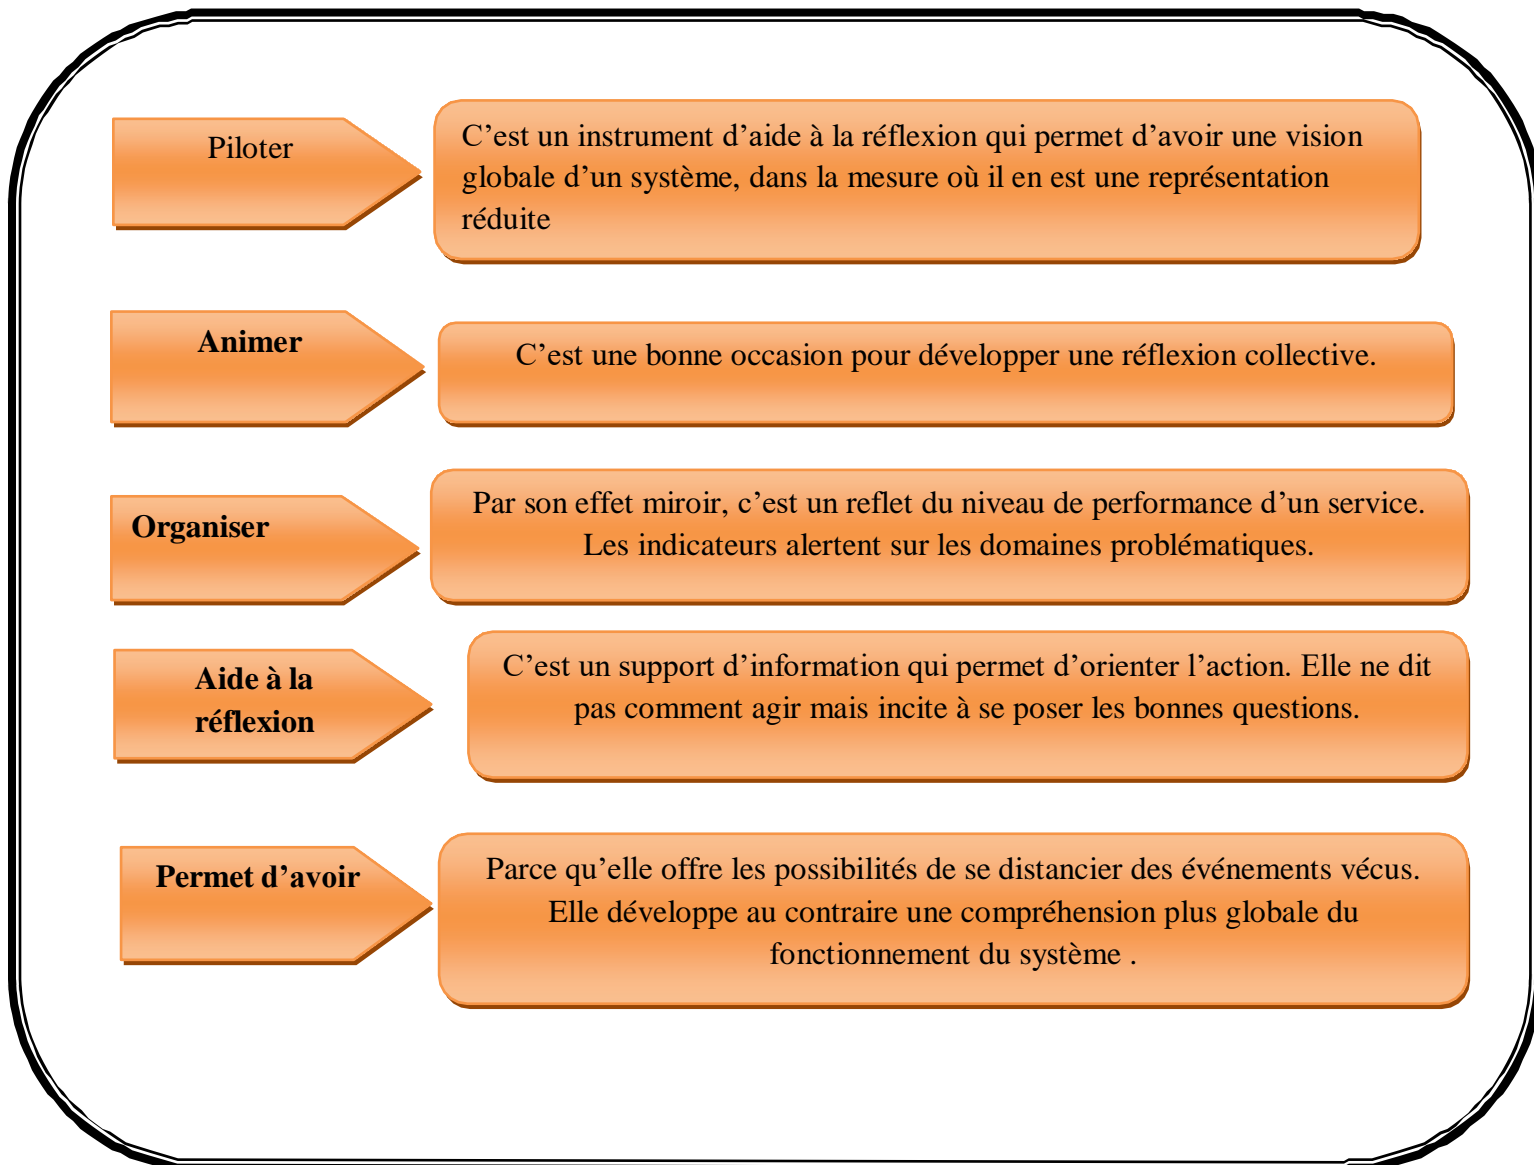 Piloter
C’est un instrument d’aide à la réflexion qui permet d’avoir une vision
globale d’un système, dans la mesure où il en est une représentation
réduite
Animer
C’est une bonne occasion pour développer une réflexion collective.
Organiser
Par son effet miroir, c’est un reflet du niveau de performance d’un service.
Les indicateurs alertent sur les domaines problématiques.
Aide à la
réflexion
C’est un support d’information qui permet d’orienter l’action. Elle ne dit
pas comment agir mais incite à se poser les bonnes questions.
Permet d’avoir
Parce qu’elle offre les possibilités de se distancier des événements vécus.
Elle développe au contraire une compréhension plus globale du
fonctionnement du système .